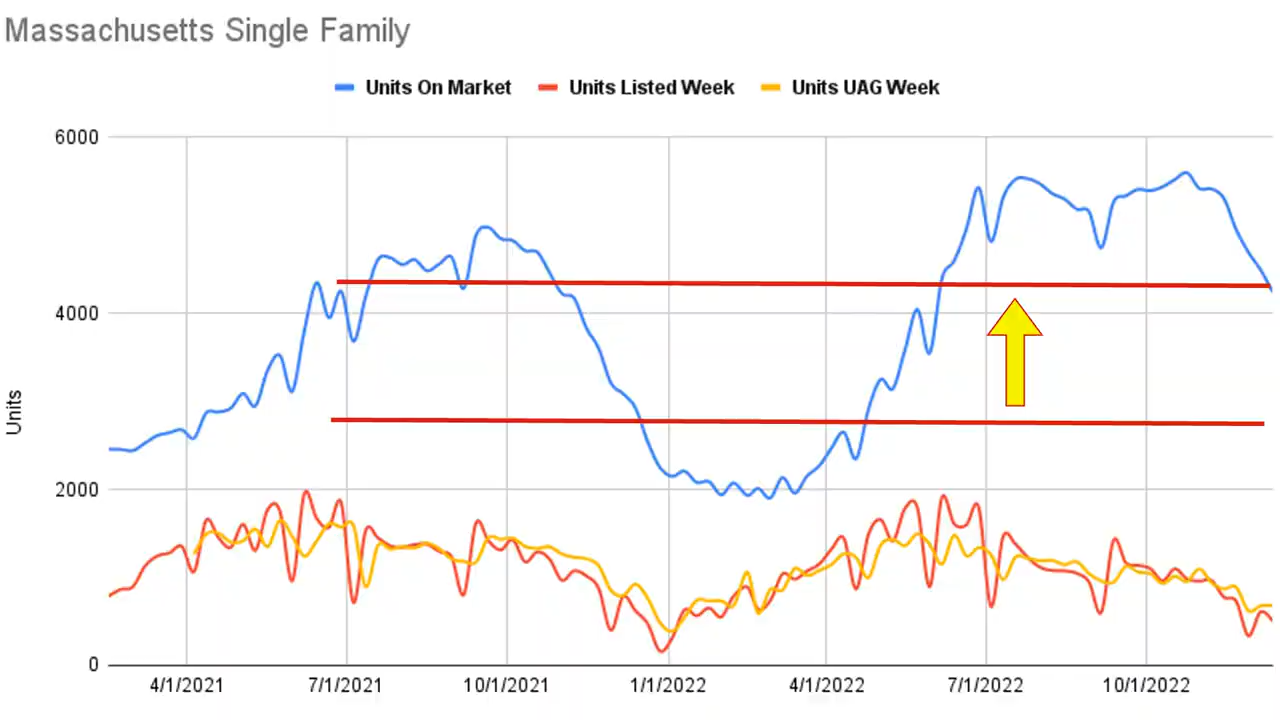 Massachusetts Single Family
Units On Market Units Listed Week Units UAG Week
6000
4000
2000
0
Units
4/1/2021 7/1/2021 10/1/2021 1/1/2022 4/1/2022 7/1/2022 10/1/2022